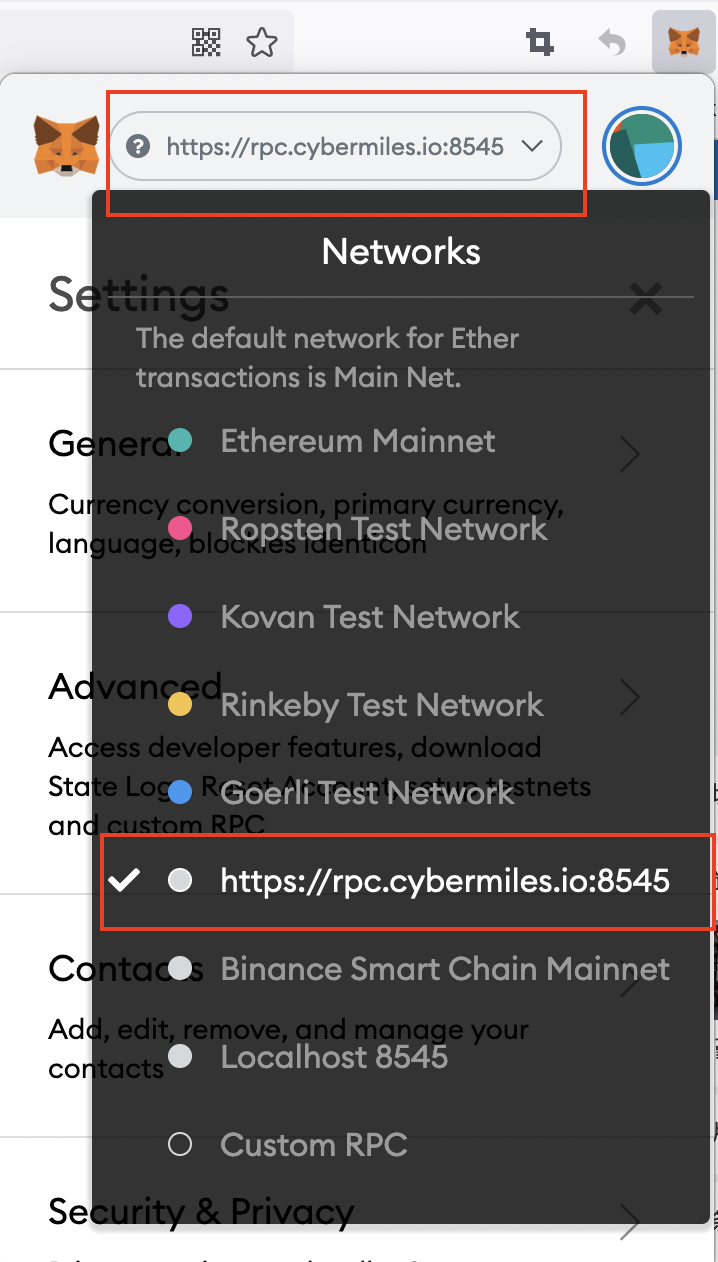 https://rpc.cybermiles.io:8545
Networks
Settings
The default network for Ether
transactions is Main Net.
General
Ethereum Mainnet
Currency conversion, primary currency,
language, blockies identicon
Ropsten Test Network
Kovan Test Network
Advanced
Rinkeby Test Network
Access developer features, download
State Logs, Reset Account, setup testnets
and custom RPC
Goerli Test Network
https://rpc.cybermiles.io:8545
Contacts
Binance Smart Chain Mainnet
Add, edit, remove, and manage your
contacts
Localhost 8545
Custom RPC
Security & Privacy